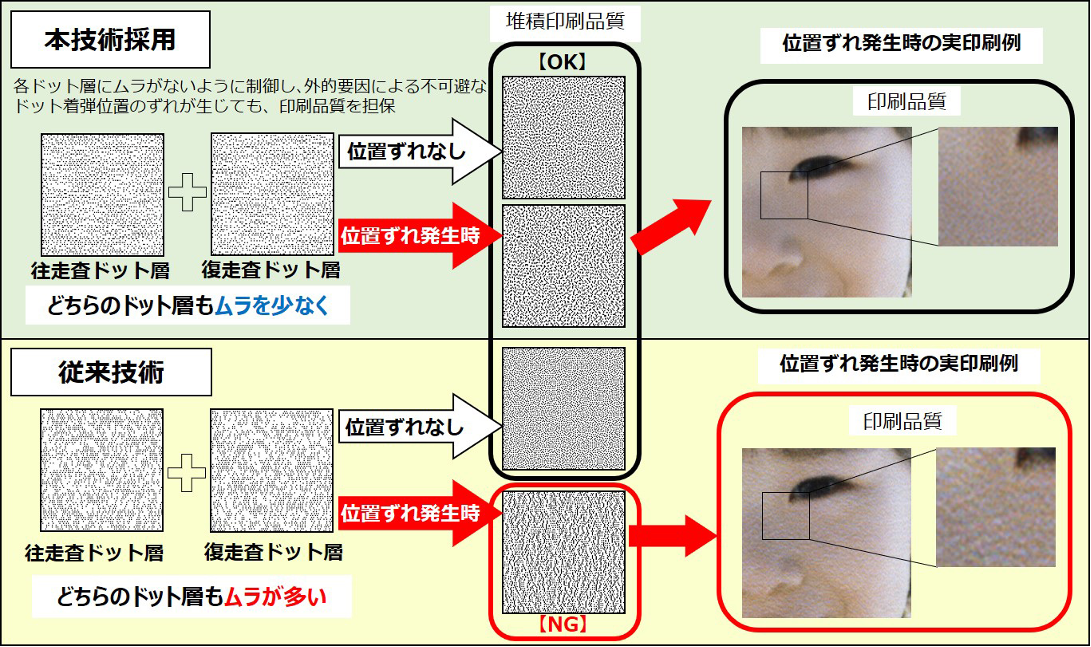 本技術採用
各ドット層にムラがないように制御し、外的要因による不可避な
ドット着弾位置のずれが生じても、印刷品質を担保
往走査ドット層
復走査ドット層
どちらのドット層もムラを少なく
位置ずれなし
位置ずれ発生時
堆積印刷品質
【OK】
位置ずれ発生時の実印刷例
印刷品質
従来技術
往走査ドット層
復走査ドット層
どちらのドット層もムラが多い
位置ずれなし
位置ずれ発生時
【NG】
位置ずれ発生時の実印刷例
印刷品質